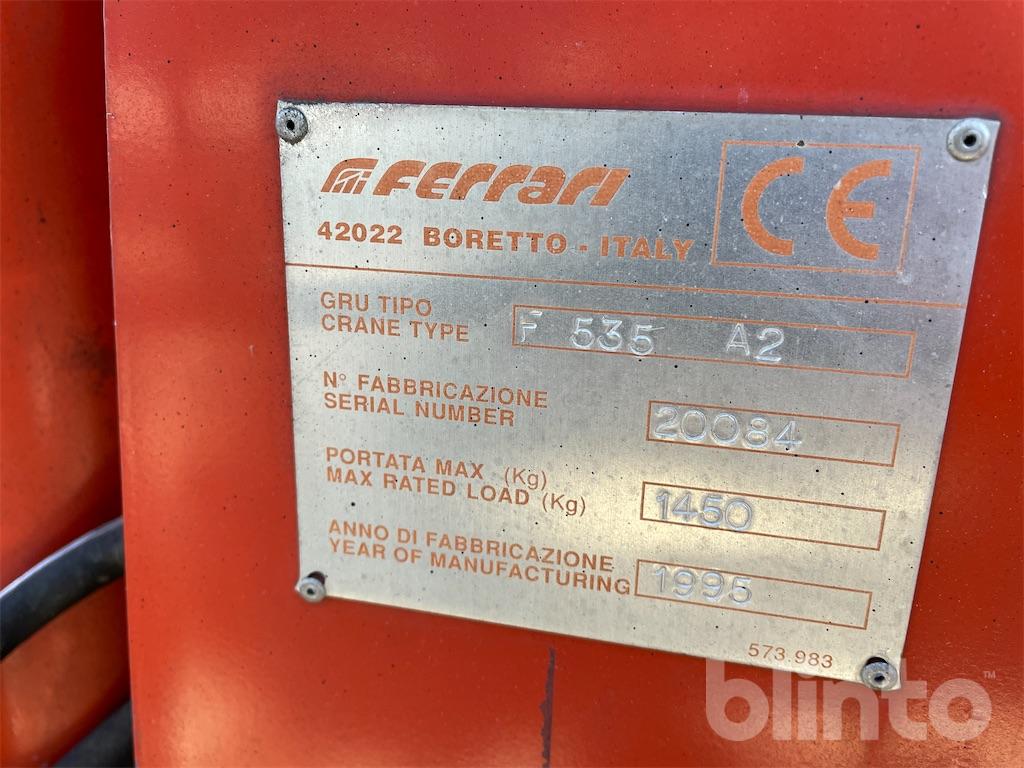 Ferrari
CE
42022 BORETTO - ITALY
GRU TIPO
CRANE TYPE
F 535 A2
N° FABBRICAZIONE
SERIAL NUMBER
20084
PORTATA MAX (Kg)
MAX RATED LOAD (Kg)
1450
ANNO DI FABBRICAZIONE
YEAR OF MANUFACTURING
1995
573.983
blinto™